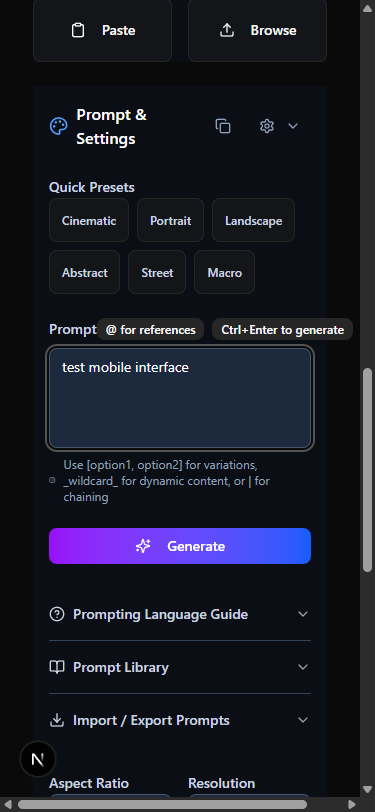 Paste
Browse
Prompt &
Settings
Quick Presets
Cinematic
Portrait
Landscape
Abstract
Street
Macro
Prompt
@ for references
Ctrl+Enter to generate
test mobile interface
Use [option1, option2] for variations,
_wildcard_ for dynamic content, or | for
chaining
Generate
Prompting Language Guide
Prompt Library
Import / Export Prompts
N
Aspect Ratio
Resolution